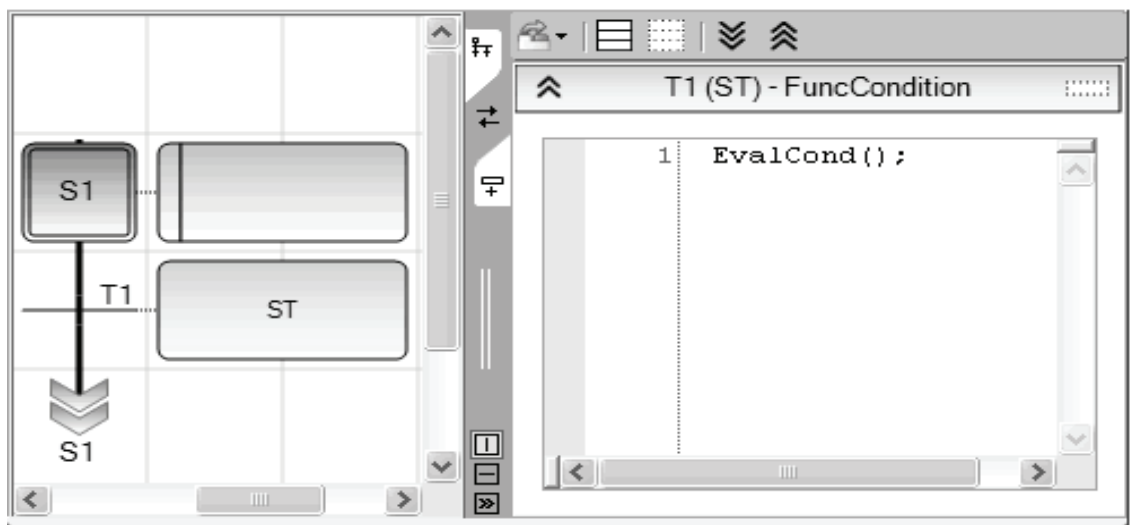 S1
T1
ST
S1
T1 (ST) - FuncCondition
1 EvalCond();